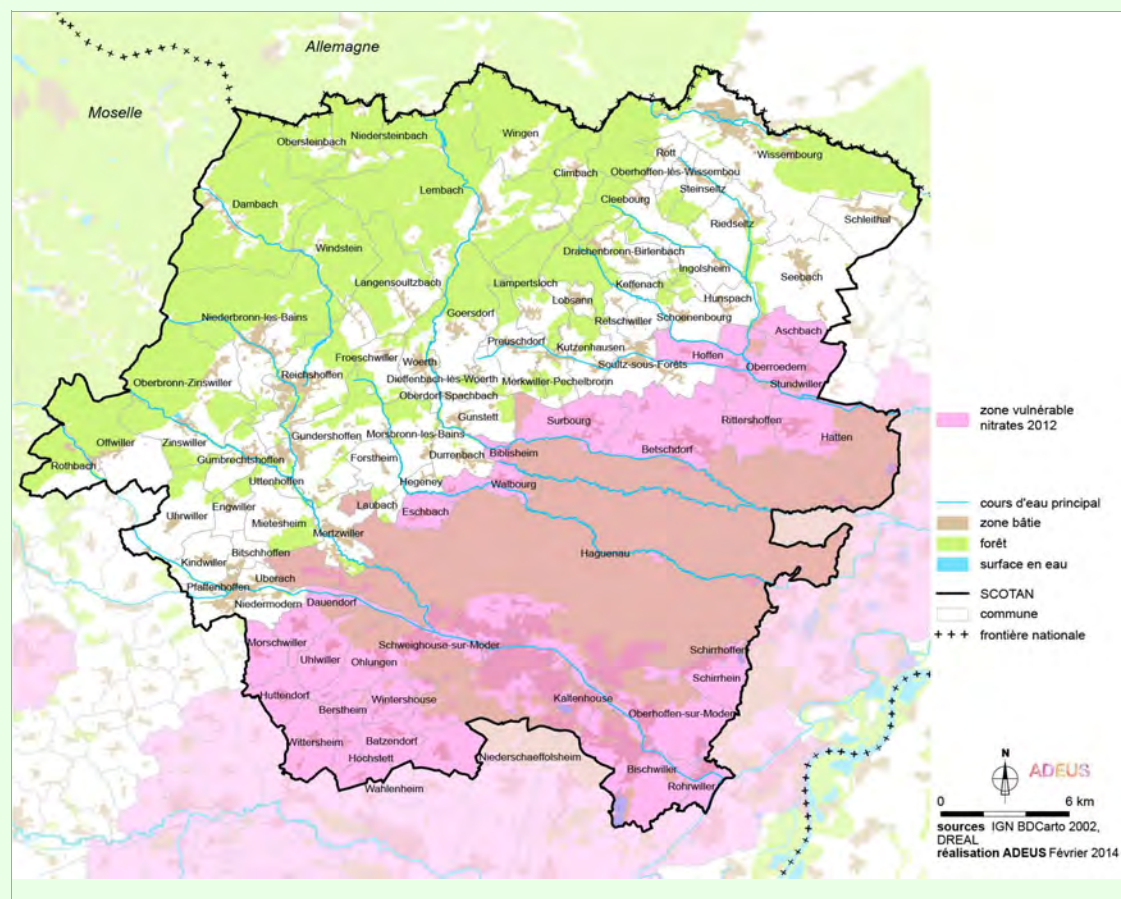 Allemagne
Moselle
Obersteinbach
Niedersteinbach
Wingen
Wissembourg
Rott
Climbach
Oberhoffen-lès-Wissembou
Steinseltz
Lembach
Cleebourg
Dambach
Riedseltz
Schleithal
Windstein
Drachenbronn-Birlenbach
Ingolsheim
Seebach
Langensoultzbach
Lampertsloch
Keffenach
Lobsann
Hunspach
Niederbronn-les-Bains
Goersdorf
Retschwiller
Schoenenbourg
Aschbach
Preuschdorf
Kutzenhausen
Froeschwiller
Woerth
Hoffen
Soultz-sous-Forêts
Oberroedern
Reichshoffen
Dieffenbach-lès-Woerth
Merkwiller-Pechelbronn
Stundwiller
Oberbronn-Zinswiller
Oberdorf-Spachbach
Gunstett
Surbourg
Rittershoffen
Hatten
Offwiller
Zinswiller
Gundershoffen
Morsbronn-les-Bains
Betschdorf
Rothbach
Gumbrechtshoffen
Forstheim
Durrenbach
Biblisheim
Uttenhoffen
Hegeney
Walbourg
Laubach
Eschbach
Engwiller
Uhrwiller
Mietesheim
Mertzwiller
Bitschhoffen
Haguenau
Kindwiller
Uberach
Pfaffenhoffen
Niedermodern
Dauendorf
Morschwiller
Schweighouse-sur-Moder
Schirrhoffen
Uhlwiller
Ohlungen
Schirrhein
Huttendorf
Wintershouse
Kaltenhouse
Berstheim
Oberhoffen-sur-Moder
Wittersheim
Batzendorf
Hochstett
Niederschaeffolsheim
Bischwiller
Wahlenheim
Rohrwiller
zone vulnérable
nitrates 2012
cours d'eau principal
zone bâtie
forêt
surface en eau
SCOTAN
commune
frontière nationale
N
ADEUS
0 6 km
sources IGN BDCarto 2002,
DREAL
réalisation ADEUS Février 2014